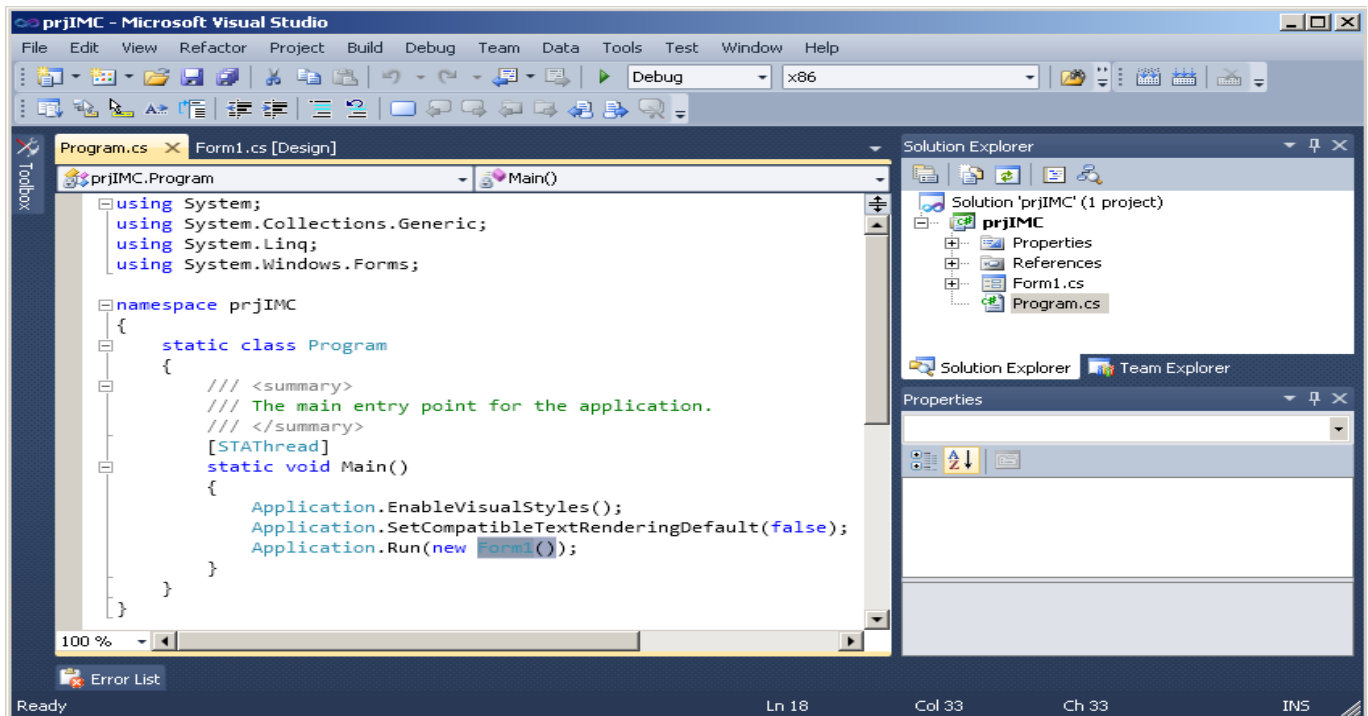 prjIMC - Microsoft Visual Studio
File Edit View Refactor Project Build Debug Team Data Tools Test Window Help
Debug x86
Toolbox
Program.cs Form1.cs [Design]
prjIMC.Program Main()
using System;
using System.Collections.Generic;
using System.Linq;
using System.Windows.Forms;
namespace prjIMC
{
static class Program
{
/// <summary>
/// The main entry point for the application.
/// </summary>
[STAThread]
static void Main()
{
Application.EnableVisualStyles();
Application.SetCompatibleTextRenderingDefault(false);
Application.Run(new Form1());
}
}
}
100 %
Solution Explorer
Solution 'prjIMC' (1 project)
prjIMC
Properties
References
Form1.cs
Program.cs
Solution Explorer Team Explorer
Properties
Error List
Ready Ln 18 Col 33 Ch 33 INS